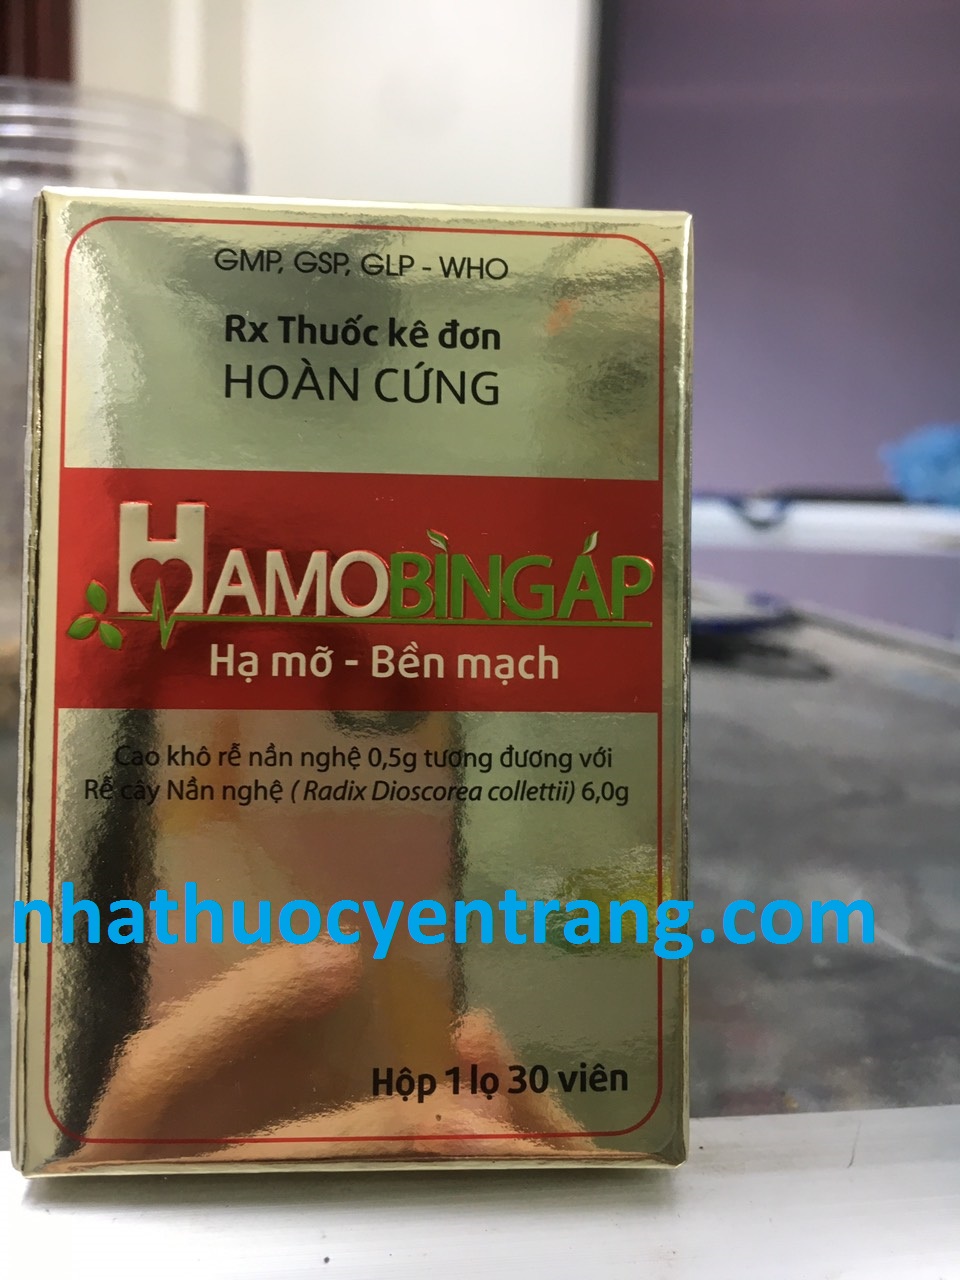 GMP, GSP, GLP - WHO
Rx Thuốc kê đơn
HOÀN CỨNG
HAMOBÌNGÁP
Hạ mỡ - Bền mạch
Cao khô rễ nần nghệ 0,5g tương đương với
Rễ cây Nần nghệ ( Radix Dioscorea collettii) 6,0g
nhathuocyentrang.com
Hộp 1 lọ 30 viên